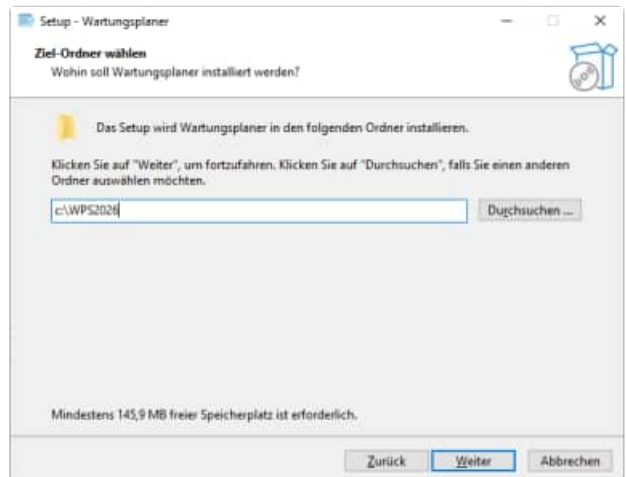 Setup - Wartungsplaner
Ziel-Ordner wählen
Wohin soll Wartungsplaner installiert werden?
Das Setup wird Wartungsplaner in den folgenden Ordner installieren.
Klicken Sie auf "Weiter", um fortzufahren. Klicken Sie auf "Durchsuchen", falls Sie einen anderen
Ordner auswählen möchten.
c:\WPS2026
Durchsuchen ...
Mindestens 145,9 MB freier Speicherplatz ist erforderlich.
Zurück Weiter Abbrechen